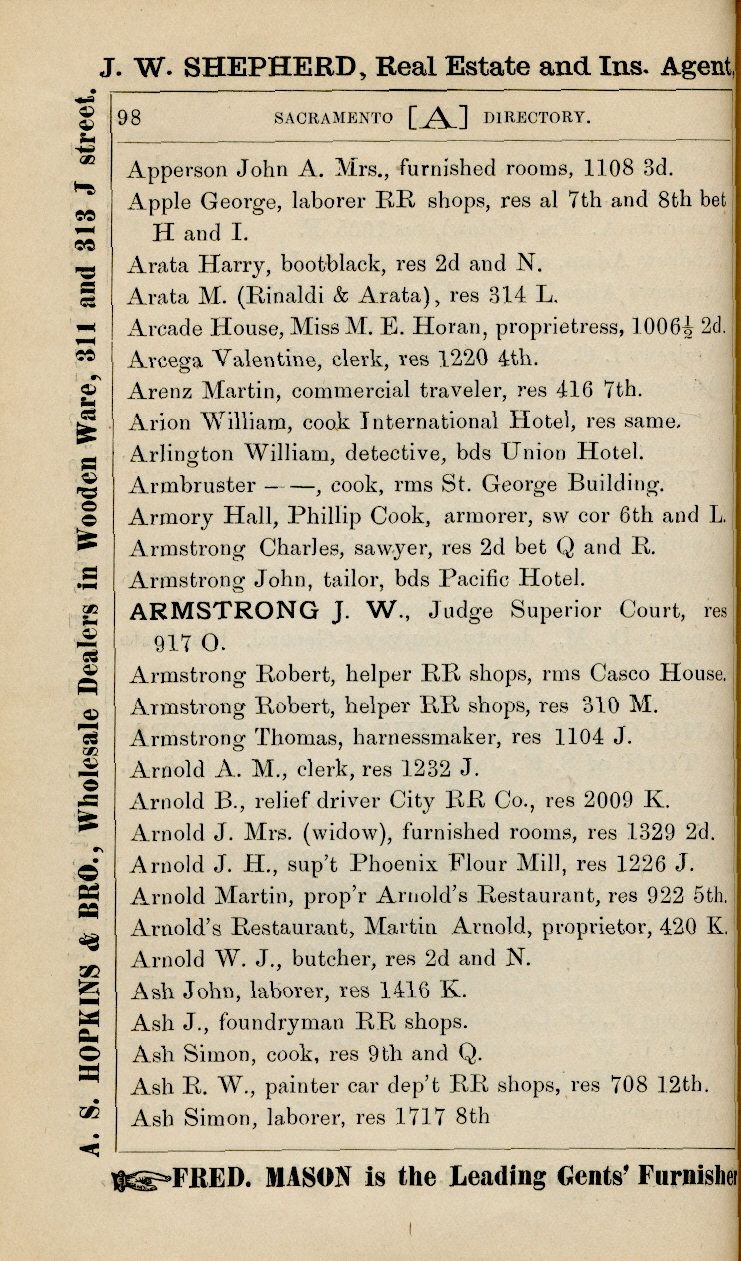 J. W. SHEPHERD, Real Estate and Ins. Agent,
98 SACRAMENTO [A] DIRECTORY.
Apperson John A. Mrs., furnished rooms, 1108 3d.
Apple George, laborer RR shops, res al 7th and 8th bet
H and I.
Arata Harry, bootblack, res 2d and N.
Arata M. (Rinaldi & Arata), res 314 L.
Arcade House, Miss M. E. Horan, proprietress, 1006½ 2d.
Arcega Valentine, clerk, res 1220 4th.
Arenz Martin, commercial traveler, res 416 7th.
Arion William, cook International Hotel, res same.
Arlington William, detective, bds Union Hotel.
Armbruster — —, cook, rms St. George Building.
Armory Hall, Phillip Cook, armorer, sw cor 6th and L.
Armstrong Charles, sawyer, res 2d bet Q and R.
Armstrong John, tailor, bds Pacific Hotel.
ARMSTRONG J. W., Judge Superior Court, res
917 O.
Armstrong Robert, helper RR shops, rms Casco House.
Armstrong Robert, helper RR shops, res 310 M.
Armstrong Thomas, harnessmaker, res 1104 J.
Arnold A. M., clerk, res 1232 J.
Arnold B., relief driver City RR Co., res 2009 K.
Arnold J. Mrs. (widow), furnished rooms, res 1329 2d.
Arnold J. H., sup't Phoenix Flour Mill, res 1226 J.
Arnold Martin, prop'r Arnold's Restaurant, res 922 5th.
Arnold's Restaurant, Martin Arnold, proprietor, 420 K.
Arnold W. J., butcher, res 2d and N.
Ash John, laborer, res 1416 K.
Ash J., foundryman RR shops.
Ash Simon, cook, res 9th and Q.
Ash R. W., painter car dep't RR shops, res 708 12th.
Ash Simon, laborer, res 1717 8th
FRED. MASON is the Leading Gents' Furnisher
A. S. HOPKINS & BRO., Wholesale Dealers in Wooden Ware, 311 and 313 J street.